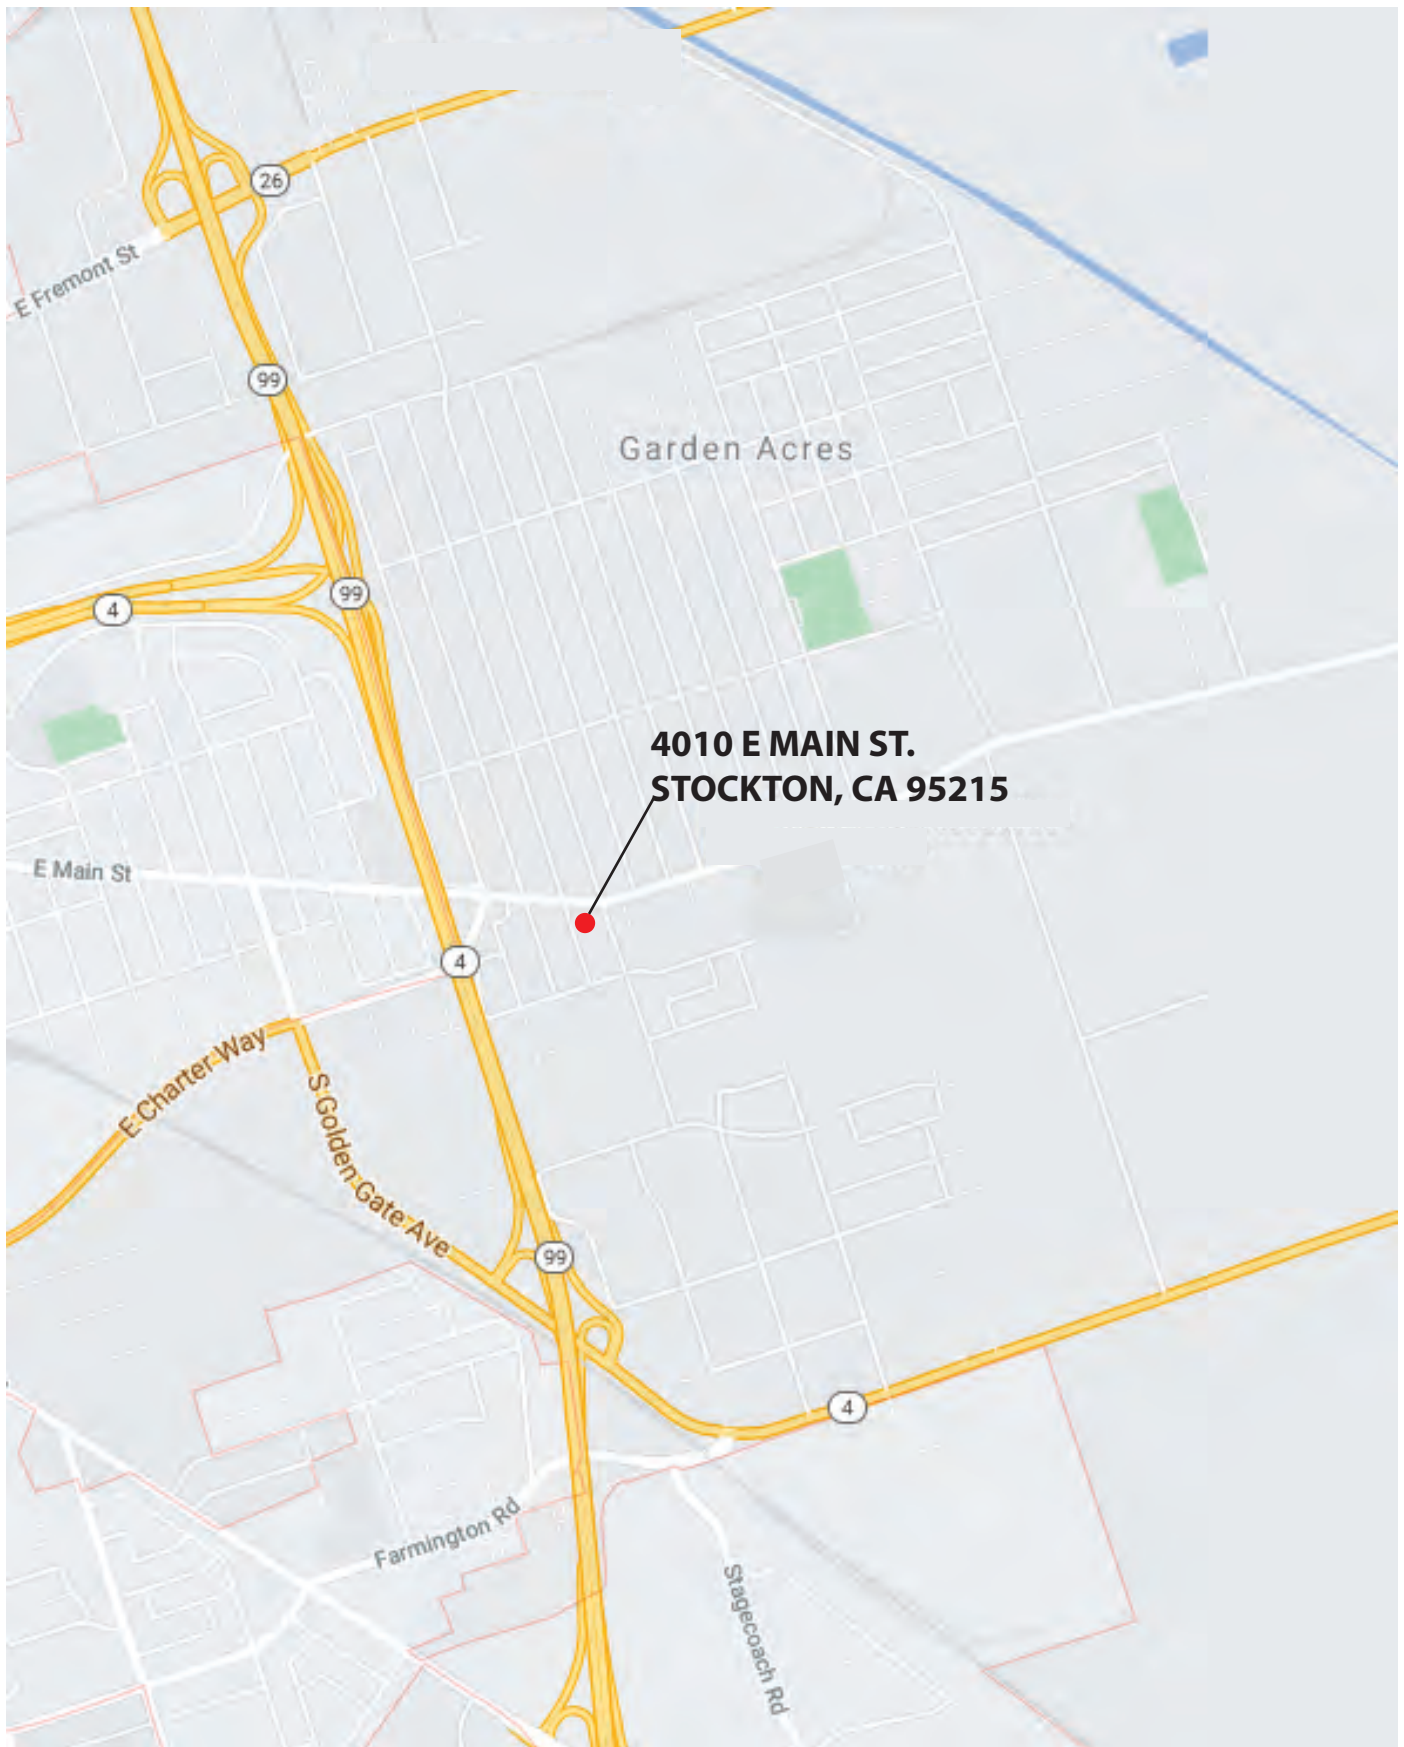 26
E Fremont St
99
Garden Acres
99
4
4010 E MAIN ST.
STOCKTON, CA 95215
E Main St
4
E Charter Way
S Golden Gate Ave
99
4
Farmington Rd
Stagecoach Rd